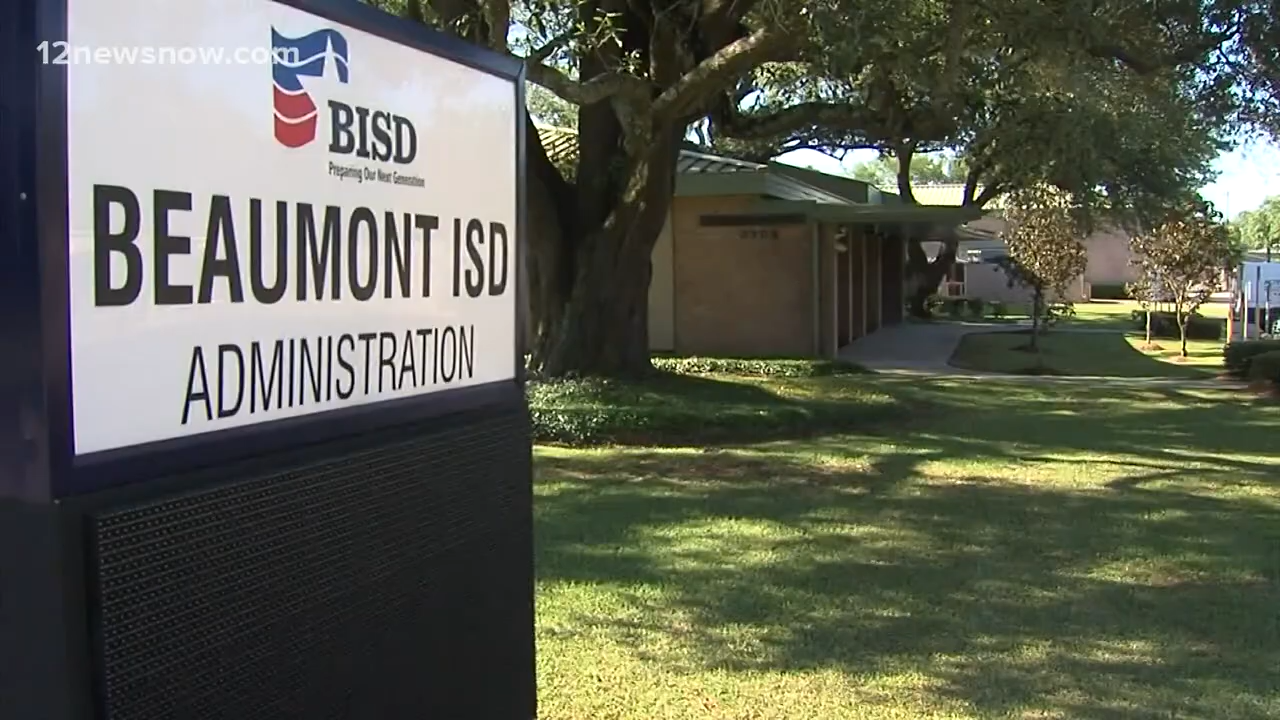 12newsnow.com
BISD
Preparing Our Next Generation
BEAUMONT ISD
ADMINISTRATION